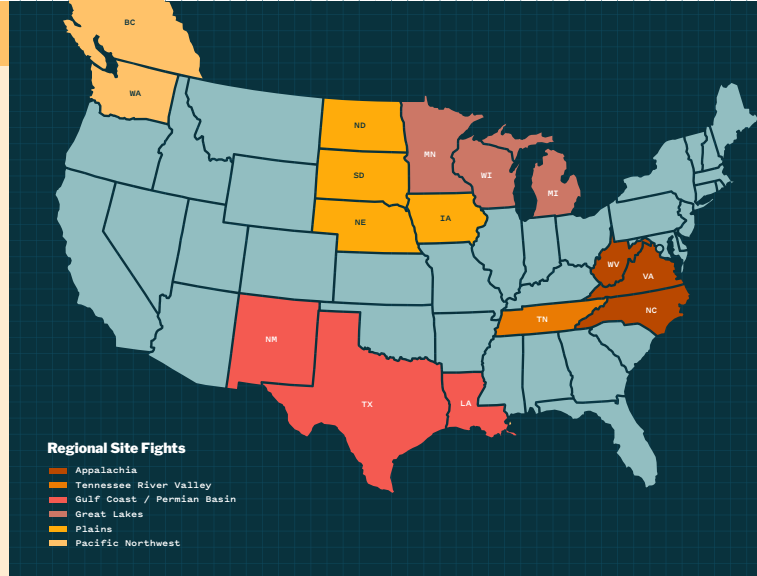 BC
WA
ND
MN
SD
WI
MI
NE
IA
WV
VA
NC
TN
NM
TX
LA
Regional Site Fights
Appalachia
Tennessee River Valley
Gulf Coast / Permian Basin
Great Lakes
Plains
Pacific Northwest